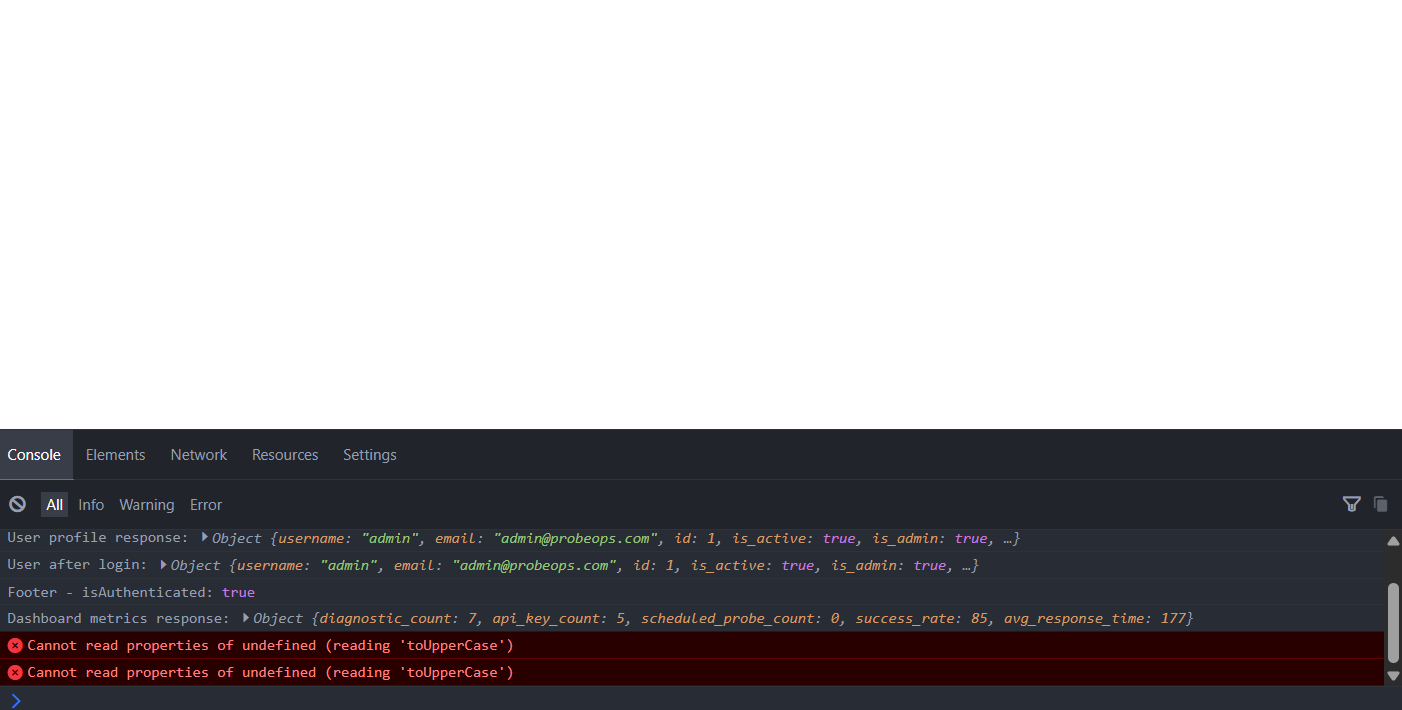 Console Elements Network Resources Settings
All Info Warning Error
User profile response: Object {username: "admin", email: "admin@probeops.com", id: 1, is_active: true, is_admin: true, …}
User after login: Object {username: "admin", email: "admin@probeops.com", id: 1, is_active: true, is_admin: true, …}
Footer - isAuthenticated: true
Dashboard metrics response: Object {diagnostic_count: 7, api_key_count: 5, scheduled_probe_count: 0, success_rate: 85, avg_response_time: 177}
Cannot read properties of undefined (reading 'toUpperCase')
Cannot read properties of undefined (reading 'toUpperCase')